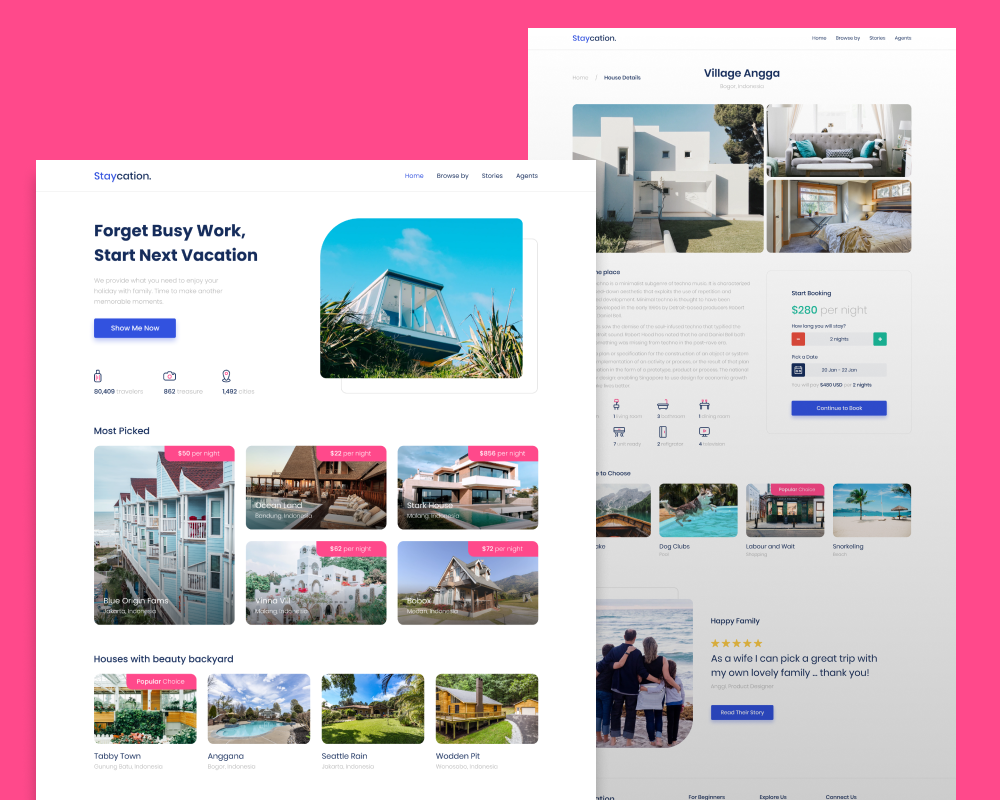 Staycation.
Home Browse by Stories Agents
Forget Busy Work,
Start Next Vacation
We provide what you need to enjoy your
holiday with family. Time to make another
memorable moments.
Show Me Now
80,409 travelers
862 treasure
1,492 cities
Most Picked
$50 per night
Blue Origin Fams
Jakarta, Indonesia
$22 per night
Ocean Land
Bandung, Indonesia
$856 per night
Stark House
Malang, Indonesia
$62 per night
Vinna Vill
Malang, Indonesia
$72 per night
Bobox
Medan, Indonesia
Houses with beauty backyard
Popular Choice
Tabby Town
Gunung Batu, Indonesia
Anggana
Bogor, Indonesia
Seattle Rain
Jakarta, Indonesia
Wodden Pit
Wonosobo, Indonesia
Staycation.
Home Browse by Stories Agents
Home / House Details
Village Angga
Bogor, Indonesia
he place
Start Booking
$280 per night
How long you will stay?
- 2 nights +
Pick a Date
20 Jan - 22 Jan
You will pay $480 USD per 2 nights
Continue to Book
1 living room
3 bathroom
1 dining room
7 unit ready
2 refigrator
4 television
e to Choose
ake
Dog Clubs
Pool
Popular Choice
Labour and Wait
Shopping
Snorkeling
Beach
Happy Family
As a wife I can pick a great trip with
my own lovely family ... thank you!
Angga, Product Designer
Read Their Story
ation
For Beginners
Explore Us
Connect Us